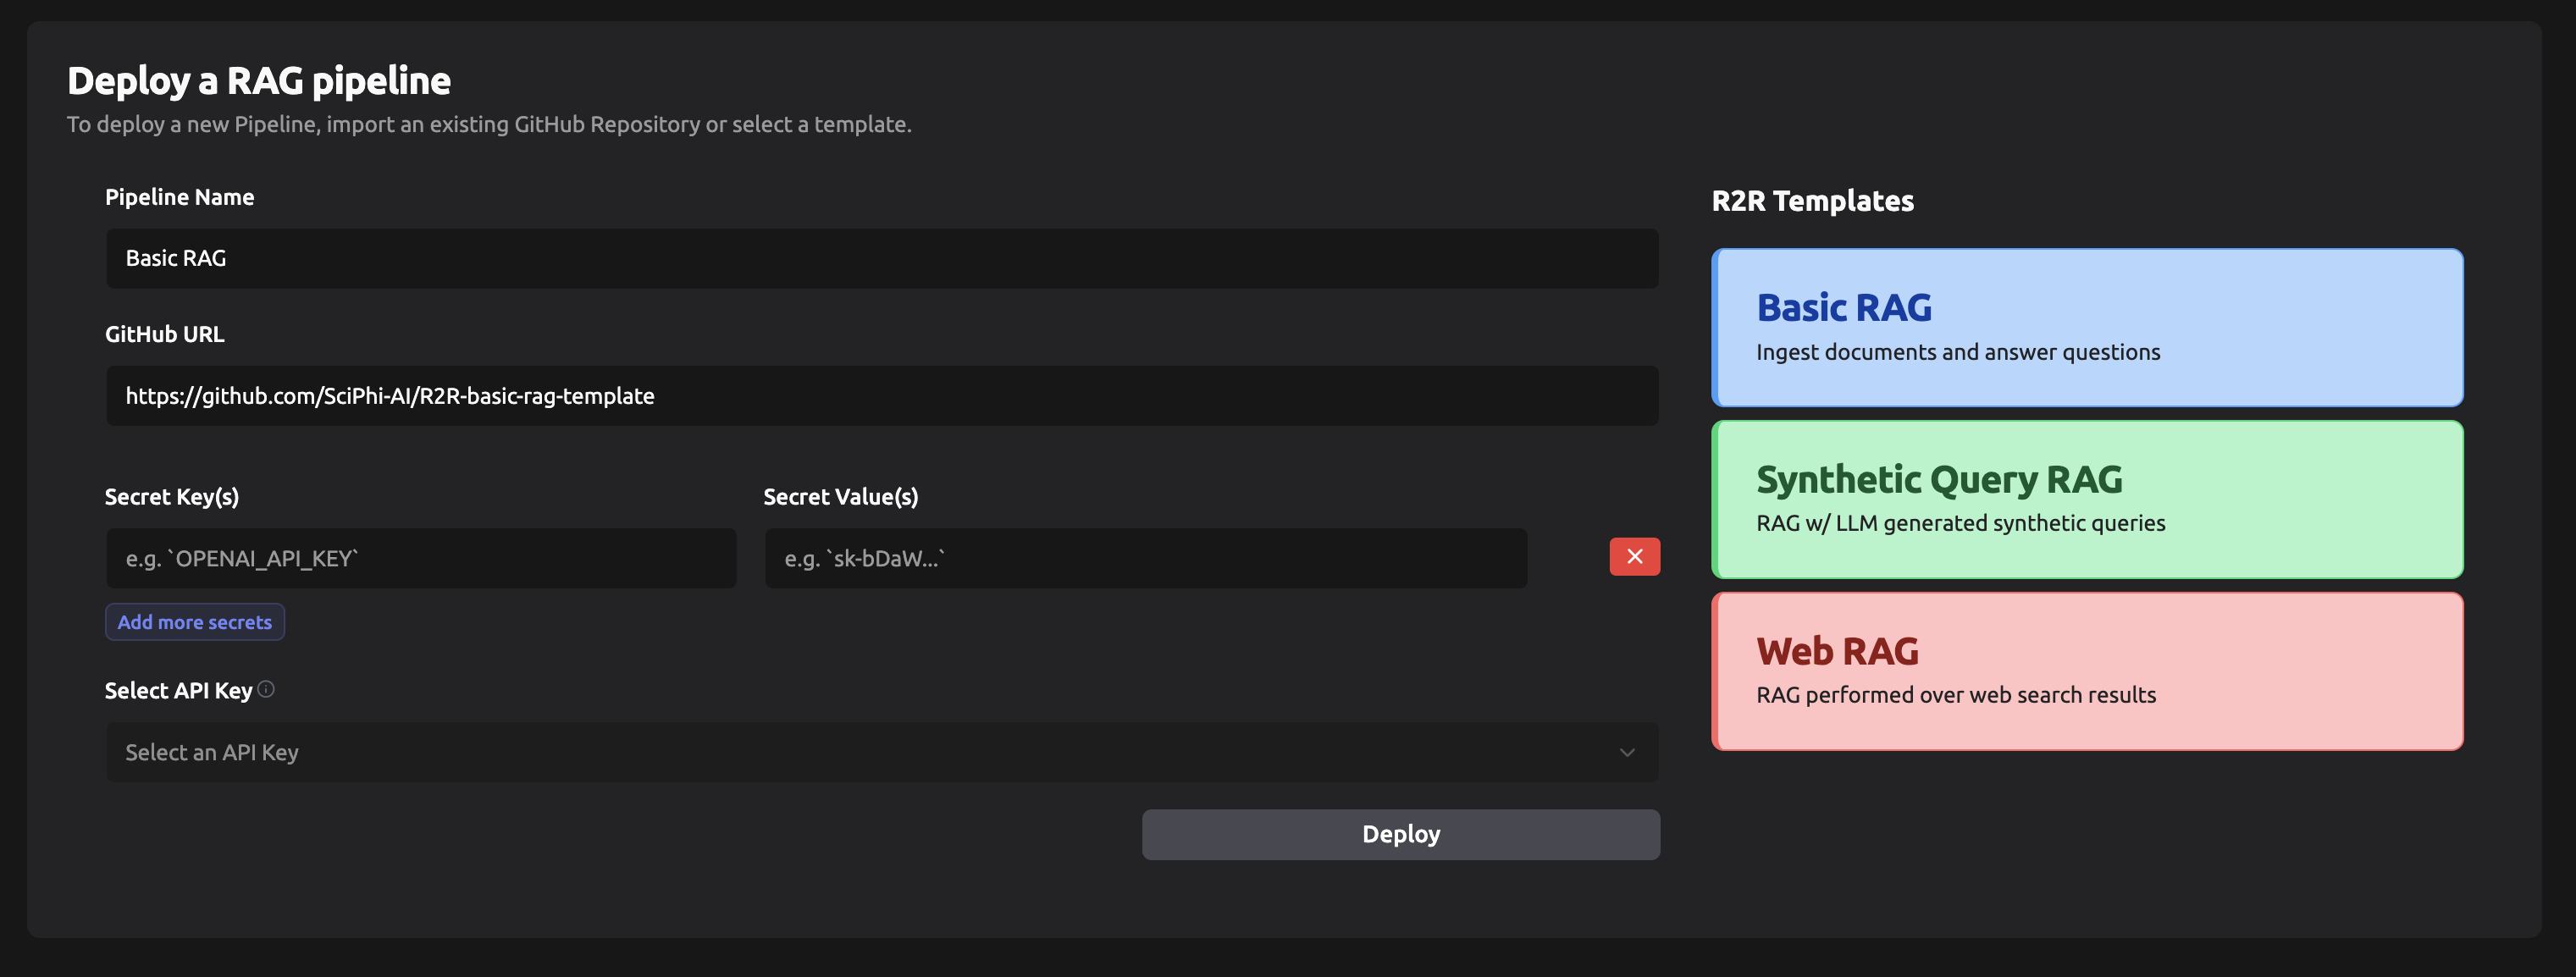 Deploy a RAG pipeline
To deploy a new Pipeline, import an existing GitHub Repository or select a template.
Pipeline Name
Basic RAG
GitHub URL
https://github.com/SciPhi-AI/R2R-basic-rag-template
Secret Key(s)
Secret Value(s)
e.g. `OPENAI_API_KEY`
e.g. `sk-bDaW...`
Add more secrets
Select API Key
Select an API Key
Deploy
R2R Templates
Basic RAG
Ingest documents and answer questions
Synthetic Query RAG
RAG w/ LLM generated synthetic queries
Web RAG
RAG performed over web search results